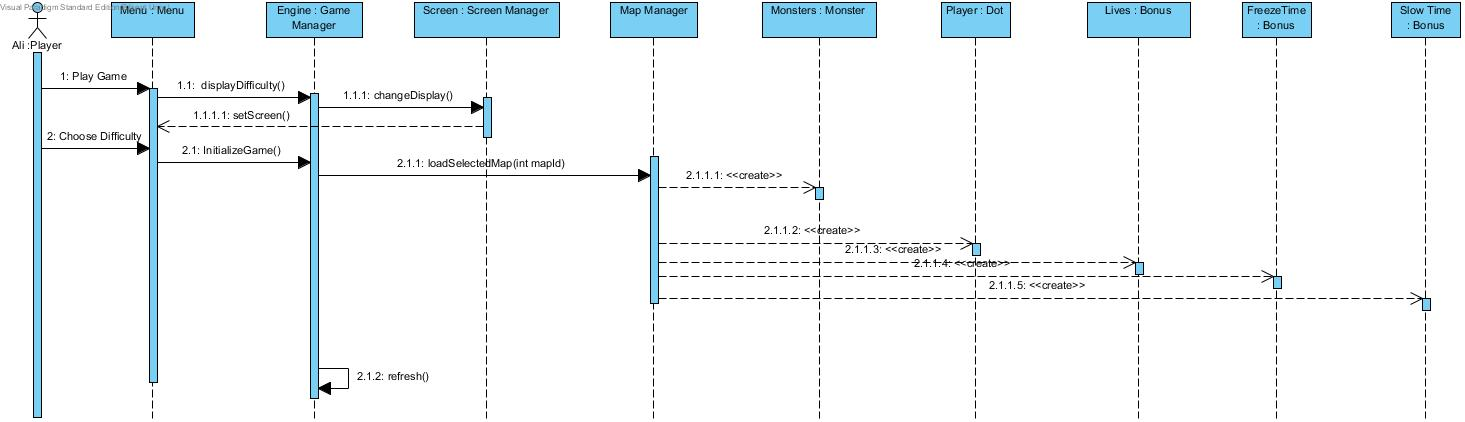 Visual Paradigm Standard Edition
Menu : Menu
Engine : Game
Manager
Screen : Screen Manager
Map Manager
Monsters : Monster
Player : Dot
Lives : Bonus
FreezeTime
: Bonus
Slow Time
: Bonus
Ali :Player
1: Play Game
1.1: displayDifficulty()
1.1.1: changeDisplay()
1.1.1.1: setScreen()
2: Choose Difficulty
2.1: InitializeGame()
2.1.1: loadSelectedMap(int mapId)
2.1.1.1: <<create>>
2.1.1.2: <<create>>
2.1.1.3: <<create>>
2.1.1.4: <<create>>
2.1.1.5: <<create>>
2.1.2: refresh()